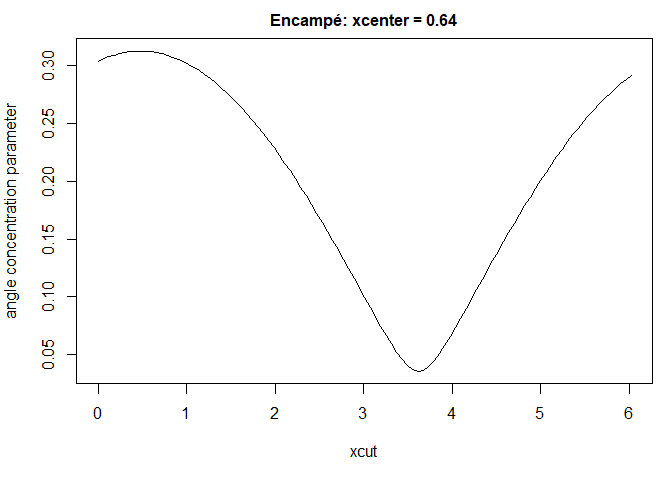 Encampé: xcenter = 0.64
angle concentration parameter
0.30
0.25
0.20
0.15
0.10
0.05
0 1 2 3 4 5 6
xcut